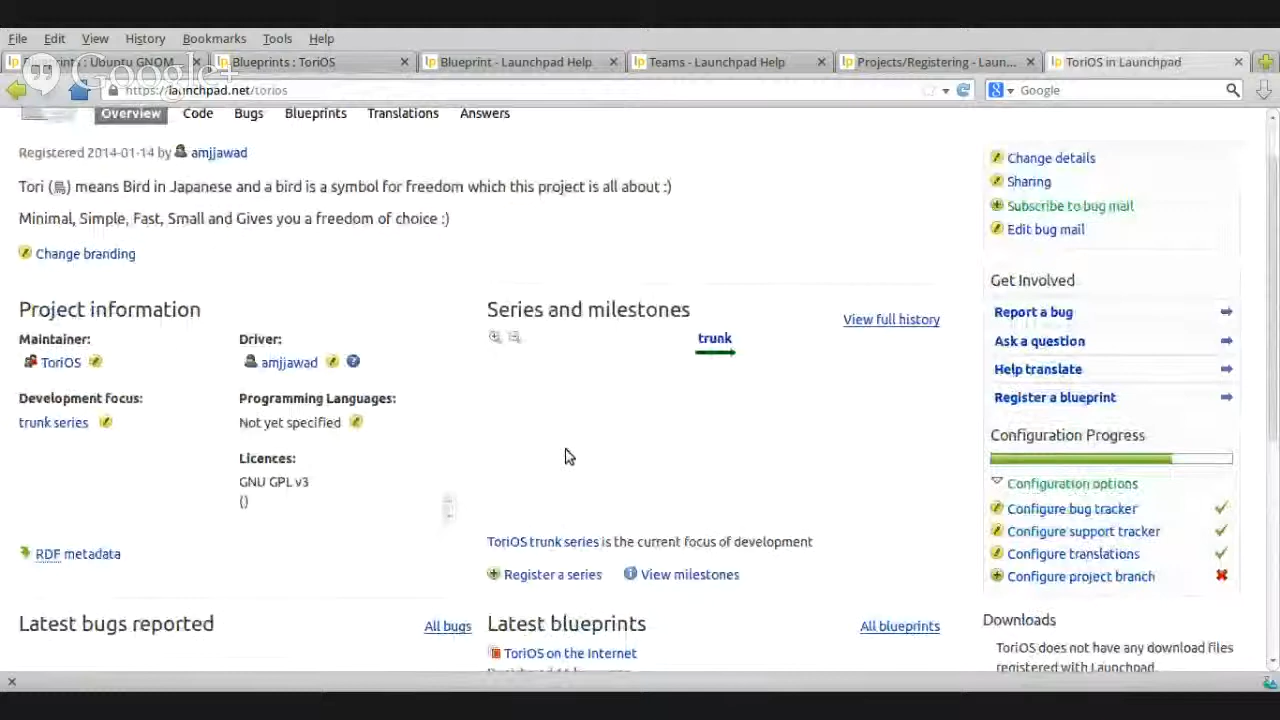 File Edit View History Bookmarks Tools Help
Ubuntu GNOM...
Blueprints : ToriOS
Blueprint - Launchpad Help
Teams - Launchpad Help
Projects/Registering - Laun...
ToriOS in Launchpad
Google+
https://launchpad.net/torios
Google
Overview Code Bugs Blueprints Translations Answers
Registered 2014-01-14 by amjjawad
Tori (鳥) means Bird in Japanese and a bird is a symbol for freedom which this project is all about :)
Minimal, Simple, Fast, Small and Gives you a freedom of choice :)
Change branding
Project information
Maintainer:
ToriOS
Driver:
amjjawad
Development focus:
trunk series
Programming Languages:
Not yet specified
Licences:
GNU GPL v3
()
RDF metadata
Series and milestones
View full history
trunk
ToriOS trunk series is the current focus of development
Register a series
View milestones
Latest bugs reported
All bugs
Latest blueprints
All blueprints
ToriOS on the Internet
Change details
Sharing
Subscribe to bug mail
Edit bug mail
Get Involved
Report a bug
Ask a question
Help translate
Register a blueprint
Configuration Progress
Configuration options
Configure bug tracker
Configure support tracker
Configure translations
Configure project branch
Downloads
ToriOS does not have any download files
registered with Launchpad.